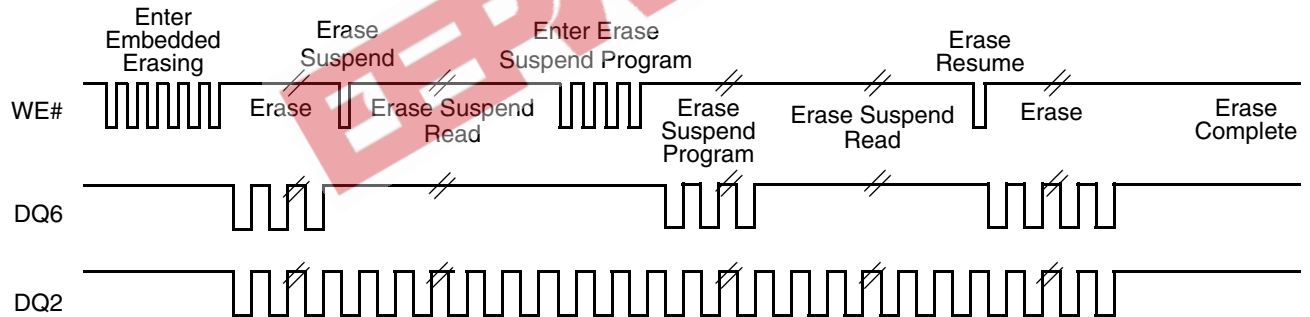 Enter
Embedded
Erasing
Erase
Suspend
Enter Erase
Suspend Program
Erase
Resume
WE#
Erase
Erase Suspend
Read
Erase
Suspend
Program
Erase Suspend
Read
Erase
Erase
Complete
DQ6
DQ2